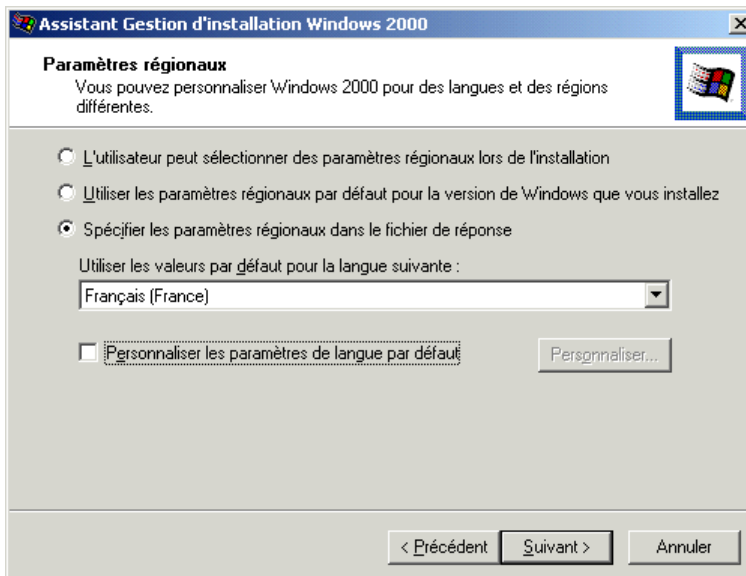 Assistant Gestion d'installation Windows 2000
Paramètres régionaux
Vous pouvez personnaliser Windows 2000 pour des langues et des régions
différentes.
L'utilisateur peut sélectionner des paramètres régionaux lors de l'installation
Utiliser les paramètres régionaux par défaut pour la version de Windows que vous installez
Spécifier les paramètres régionaux dans le fichier de réponse
Utiliser les valeurs par défaut pour la langue suivante :
Français (France)
Personnaliser les paramètres de langue par défaut
Personnaliser...
< Précédent
Suivant >
Annuler